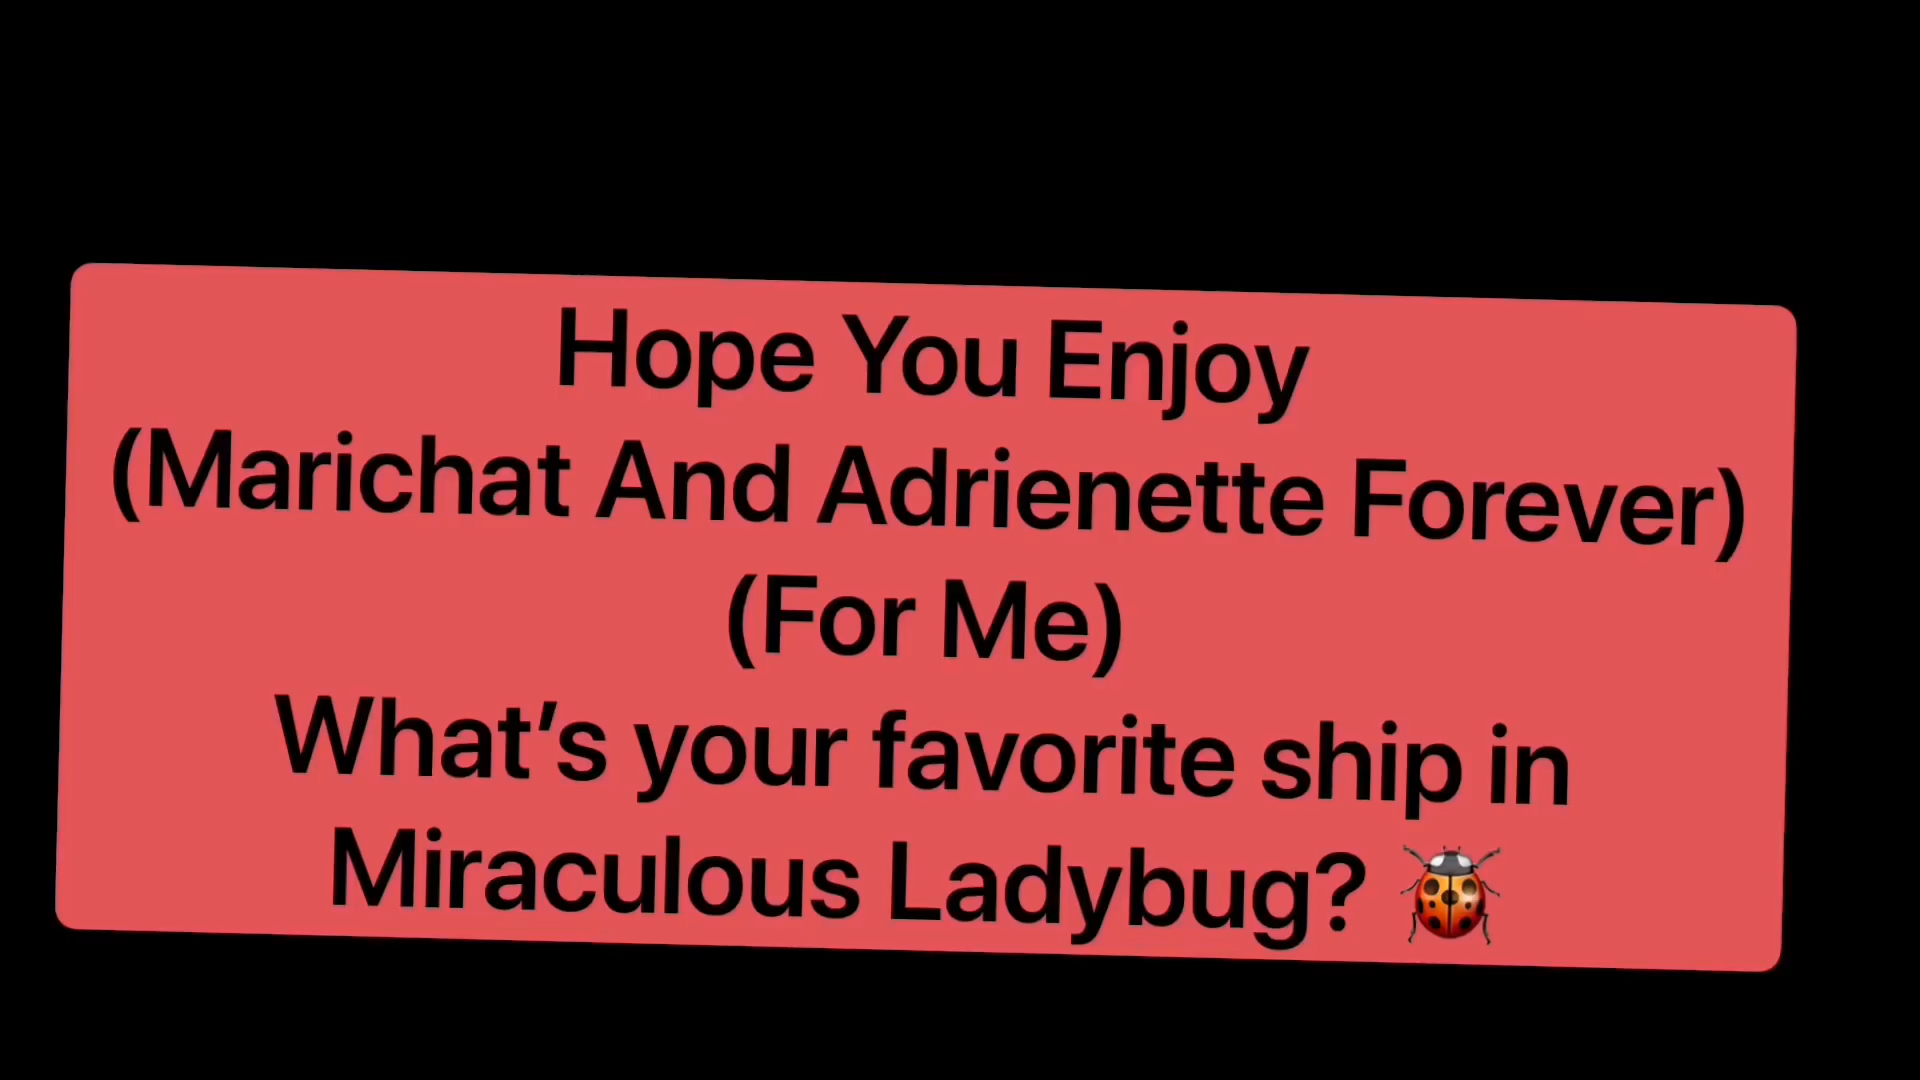 Hope You Enjoy
(Marichat And Adrienette Forever)
(For Me)
What’s your favorite ship in
Miraculous Ladybug? 🐞